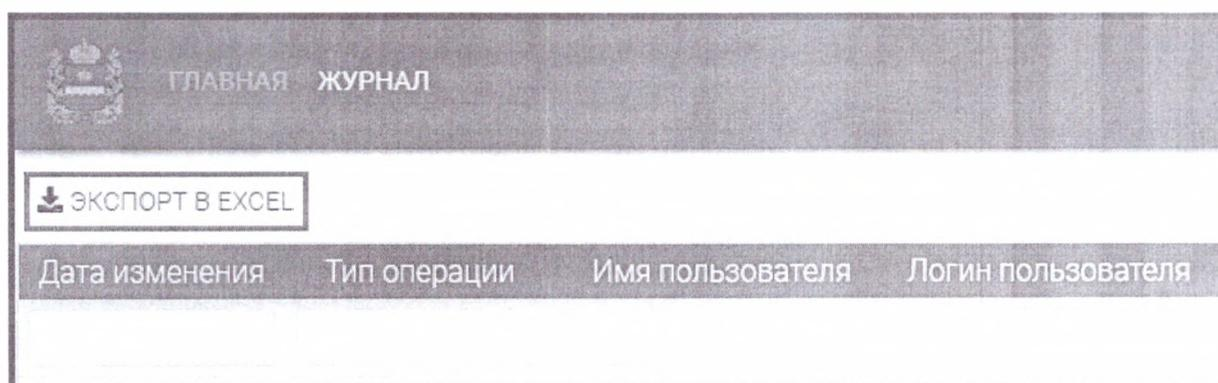 ГЛАВНАЯ ЖУРНАЛ
ЭКСПОРТ В EXCEL
Дата изменения Тип операции Имя пользователя Логин пользователя